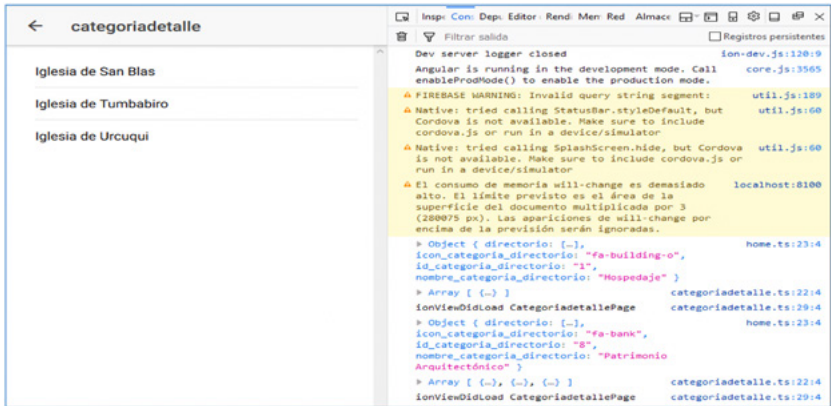 ← categoriadetalle
Iglesia de San Blas
Iglesia de Tumbabiro
Iglesia de Urcuqui
Insp Con: Depu Editor Rendi Mem Red Almace
Filtrar salida Registros persistentes
Dev server logger closed ion-dev.js:120:9
Angular is running in the development mode. Call core.js:3565
enableProdMode() to enable the production mode.
FIREBASE WARNING: Invalid query string segment: util.js:189
Native: tried calling StatusBar.styleDefault, but util.js:60
Cordova is not available. Make sure to include
cordova.js or run in a device/simulator
Native: tried calling SplashScreen.hide, but Cordova util.js:60
is not available. Make sure to include cordova.js or
run in a device/simulator
El consumo de memoria will-change es demasiado localhost:8100
alto. El límite previsto es el área de la
superficie del documento multiplicada por 3
(280075 px). Las apariciones de will-change por
encima de la previsión serán ignoradas.
Object { directorio: […], home.ts:23:4
icon_categoria_directorio: "fa-building-o",
id_categoria_directorio: "1",
nombre_categoria_directorio: "Hospedaje" }
Array [ {…} ] categoriadetalle.ts:22:4
ionViewDidLoad CategoriadetallePage categoriadetalle.ts:29:4
Object { directorio: […], home.ts:23:4
icon_categoria_directorio: "fa-bank",
id_categoria_directorio: "8",
nombre_categoria_directorio: "Patrimonio
Arquitectónico" }
Array [ {…}, {…}, {…} ] categoriadetalle.ts:22:4
ionViewDidLoad CategoriadetallePage categoriadetalle.ts:29:4